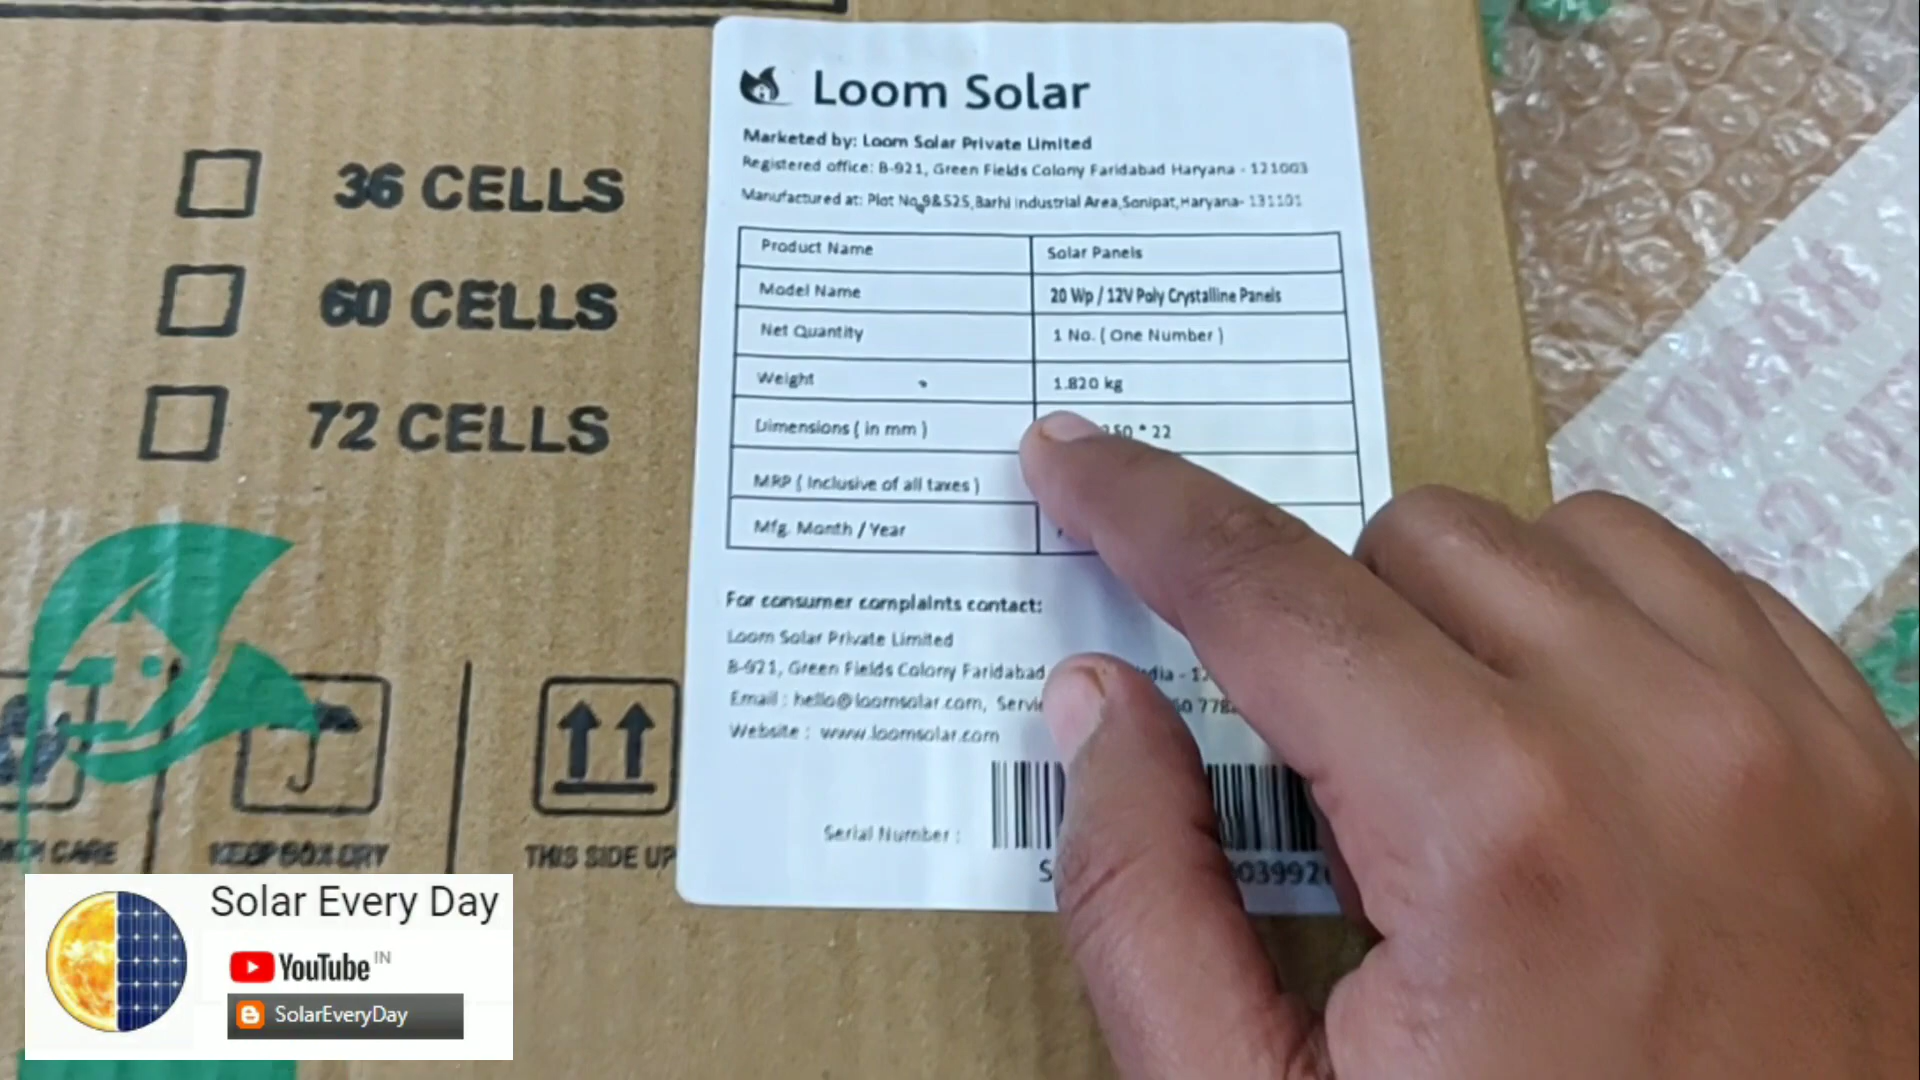 Loom Solar
Marketed by: Loom Solar Private Limited
Registered office: B-921, Green Fields Colony Faridabad Haryana - 121003
Manufactured at: Plot No,9&525,Barhi Industrial Area,Sonipat,Haryana- 131101
Product Name Solar Panels
Model Name 20 Wp / 12V Poly Crystalline Panels
Net Quantity 1 No. ( One Number )
Weight 1.820 kg
Dimensions ( in mm ) * 22
MRP ( Inclusive of all taxes )
Mfg. Month / Year
For consumer complaints contact:
Loom Solar Private Limited
B-921, Green Fields Colony Faridabad
Email : hello@loomsolar.com,
Website : www.loomsolar.com
Serial Number :
36 CELLS
60 CELLS
72 CELLS
CARE
KEEP BOX DRY
THIS SIDE UP
Solar Every Day
YouTube IN
SolarEveryDay